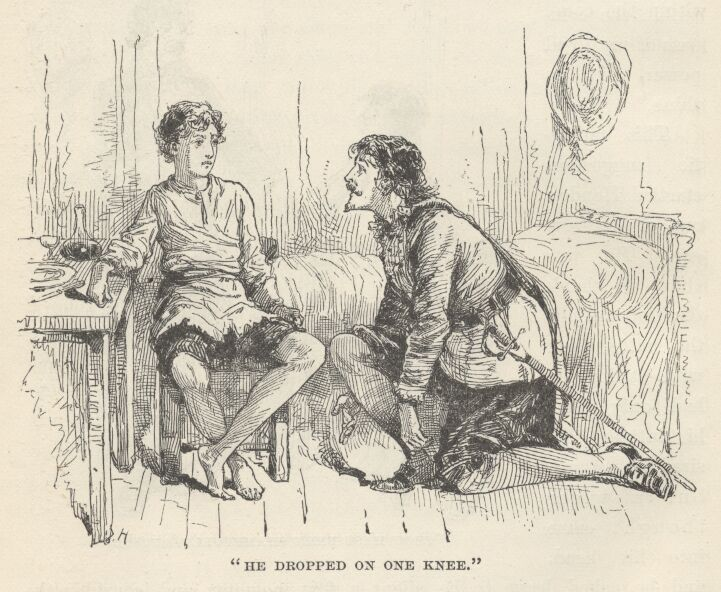 S H
"HE DROPPED ON ONE KNEE."